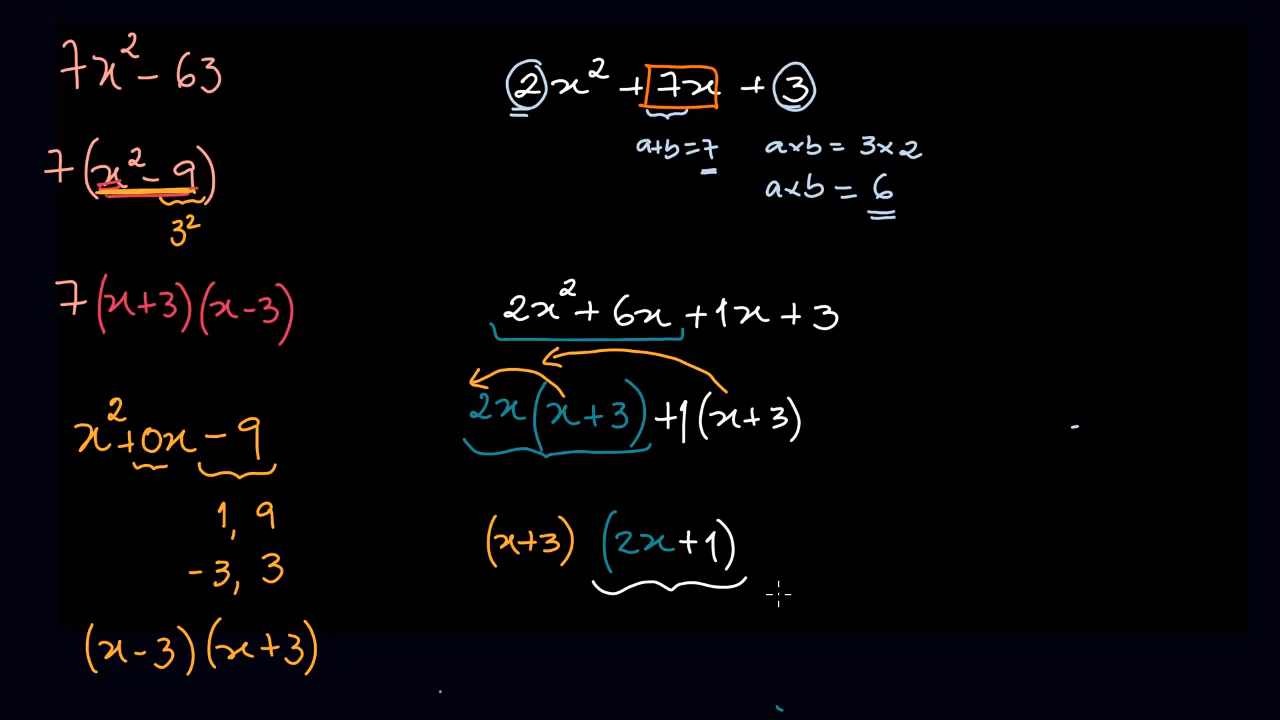 7x² - 63
7(x² - 9)
3²
7(x+3)(x-3)
x² + 0x - 9
1, 9
-3, 3
(x-3)(x+3)
2x² + 7x + 3
a+b = 7
a×b = 3×2
a×b = 6
2x² + 6x + 1x + 3
2x(x+3) + 1(x+3)
(x+3)(2x+1)